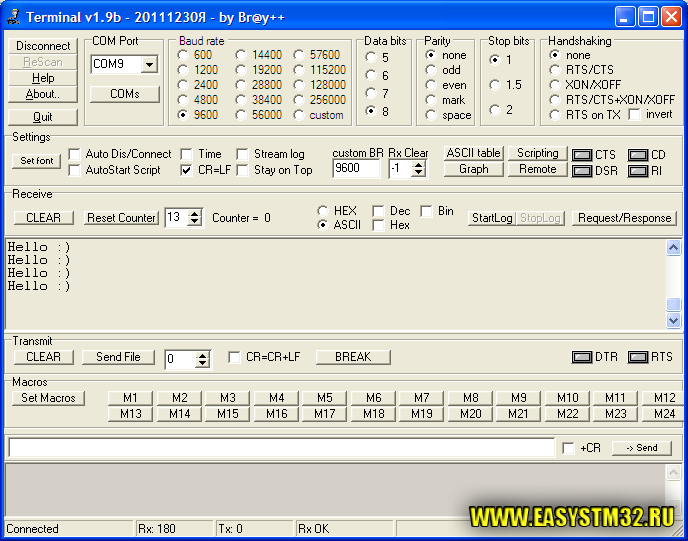 Terminal v1.9b - 20111230Я - by Br@y++
Disconnect
ReScan
Help
About..
Quit
COM Port
COM9
COMs
Baud rate
600 14400 57600
1200 19200 115200
2400 28800 128000
4800 38400 256000
9600 56000 custom
Data bits
5
6
7
8
Parity
none
odd
even
mark
space
Stop bits
1
1.5
2
Handshaking
none
RTS/CTS
XON/XOFF
RTS/CTS+XON/XOFF
RTS on TX invert
Settings
Set font
Auto Dis/Connect Time Stream log
AutoStart Script CR=LF Stay on Top
custom BR Rx Clear
9600 -1
ASCII table Scripting
Graph Remote
CTS CD
DSR RI
Receive
CLEAR Reset Counter 13 Counter = 0
HEX Dec Bin
ASCII Hex
StartLog StopLog Request/Response
Hello :)
Hello :)
Hello :)
Hello :)
Transmit
CLEAR Send File 0 CR=CR+LF BREAK DTR RTS
Macros
Set Macros
M1 M2 M3 M4 M5 M6 M7 M8 M9 M10 M11 M12
M13 M14 M15 M16 M17 M18 M19 M20 M21 M22 M23 M24
+CR -> Send
WWW.EASYSTM32.RU
Connected Rx: 180 Tx: 0 Rx OK